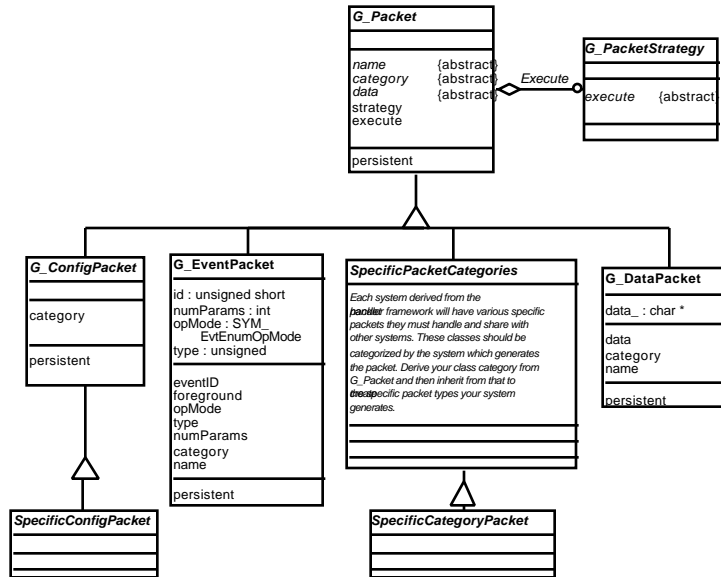 G_Packet
name {abstract}
category {abstract}
data {abstract}
strategy
execute
persistent
Execute
G_PacketStrategy
execute {abstract}
G_ConfigPacket
category
persistent
G_EventPacket
id : unsigned short
numParams : int
opMode : SYM_
EvtEnumOpMode
type : unsigned
eventID
foreground
opMode
type
numParams
category
name
persistent
SpecificPacketCategories
Each system derived from the
framework will have various specific
packets they must handle and share with
other systems. These classes should be
categorized by the system which generates
the packet. Derive your class category from
G_Packet and then inherit from that to
specific packet types your system
generates.
G_DataPacket
data_ : char *
data
category
name
persistent
SpecificConfigPacket
SpecificCategoryPacket